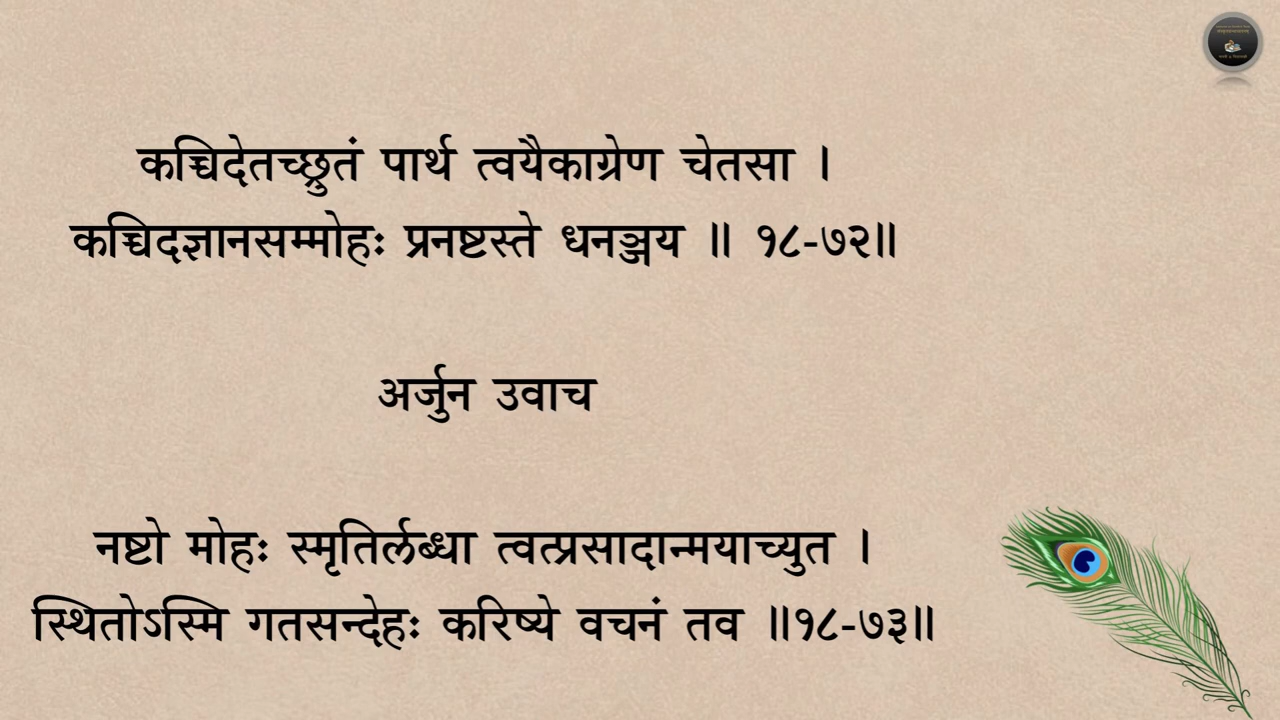 कच्चिदेतच्छ्रुतं पार्थ त्वयैकाग्रेण चेतसा ।
कच्चिदज्ञानसम्मोहः प्रनष्टस्ते धनञ्जय ॥ १८-७२॥
अर्जुन उवाच
नष्टो मोहः स्मृतिर्लब्धा त्वत्प्रसादान्मयाच्युत ।
स्थितोऽस्मि गतसन्देहः करिष्ये वचनं तव ॥१८-७३॥